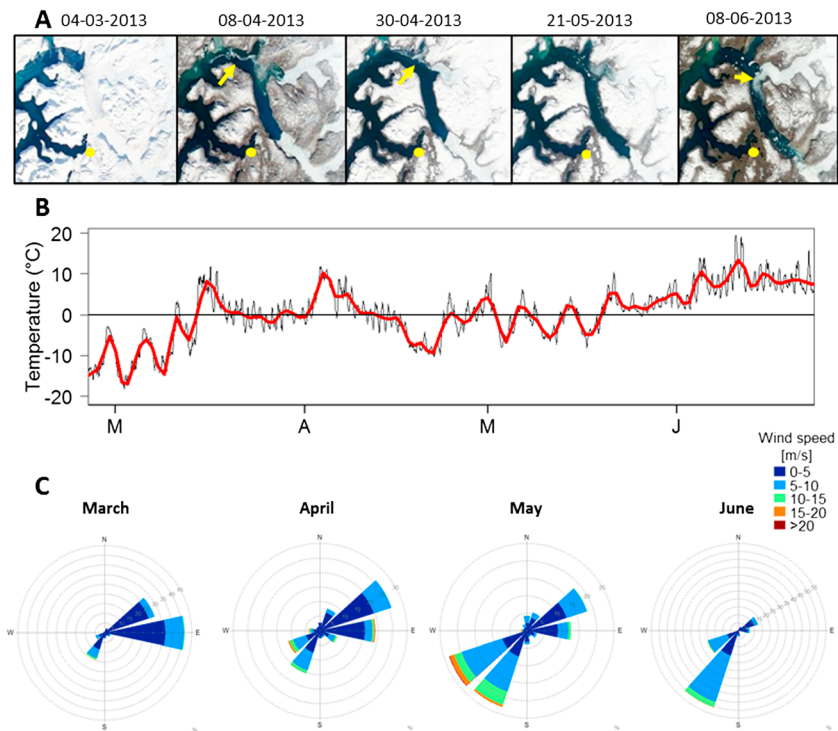 A 04-03-2013 08-04-2013 30-04-2013 21-05-2013 08-06-2013
B
Temperature (°C)
20
10
0
-10
-20
M A M J
Wind speed
[m/s]
0-5
5-10
10-15
15-20
>20
C
March April May June
N N N N
W E W E W E W E
S S S S
% % % %